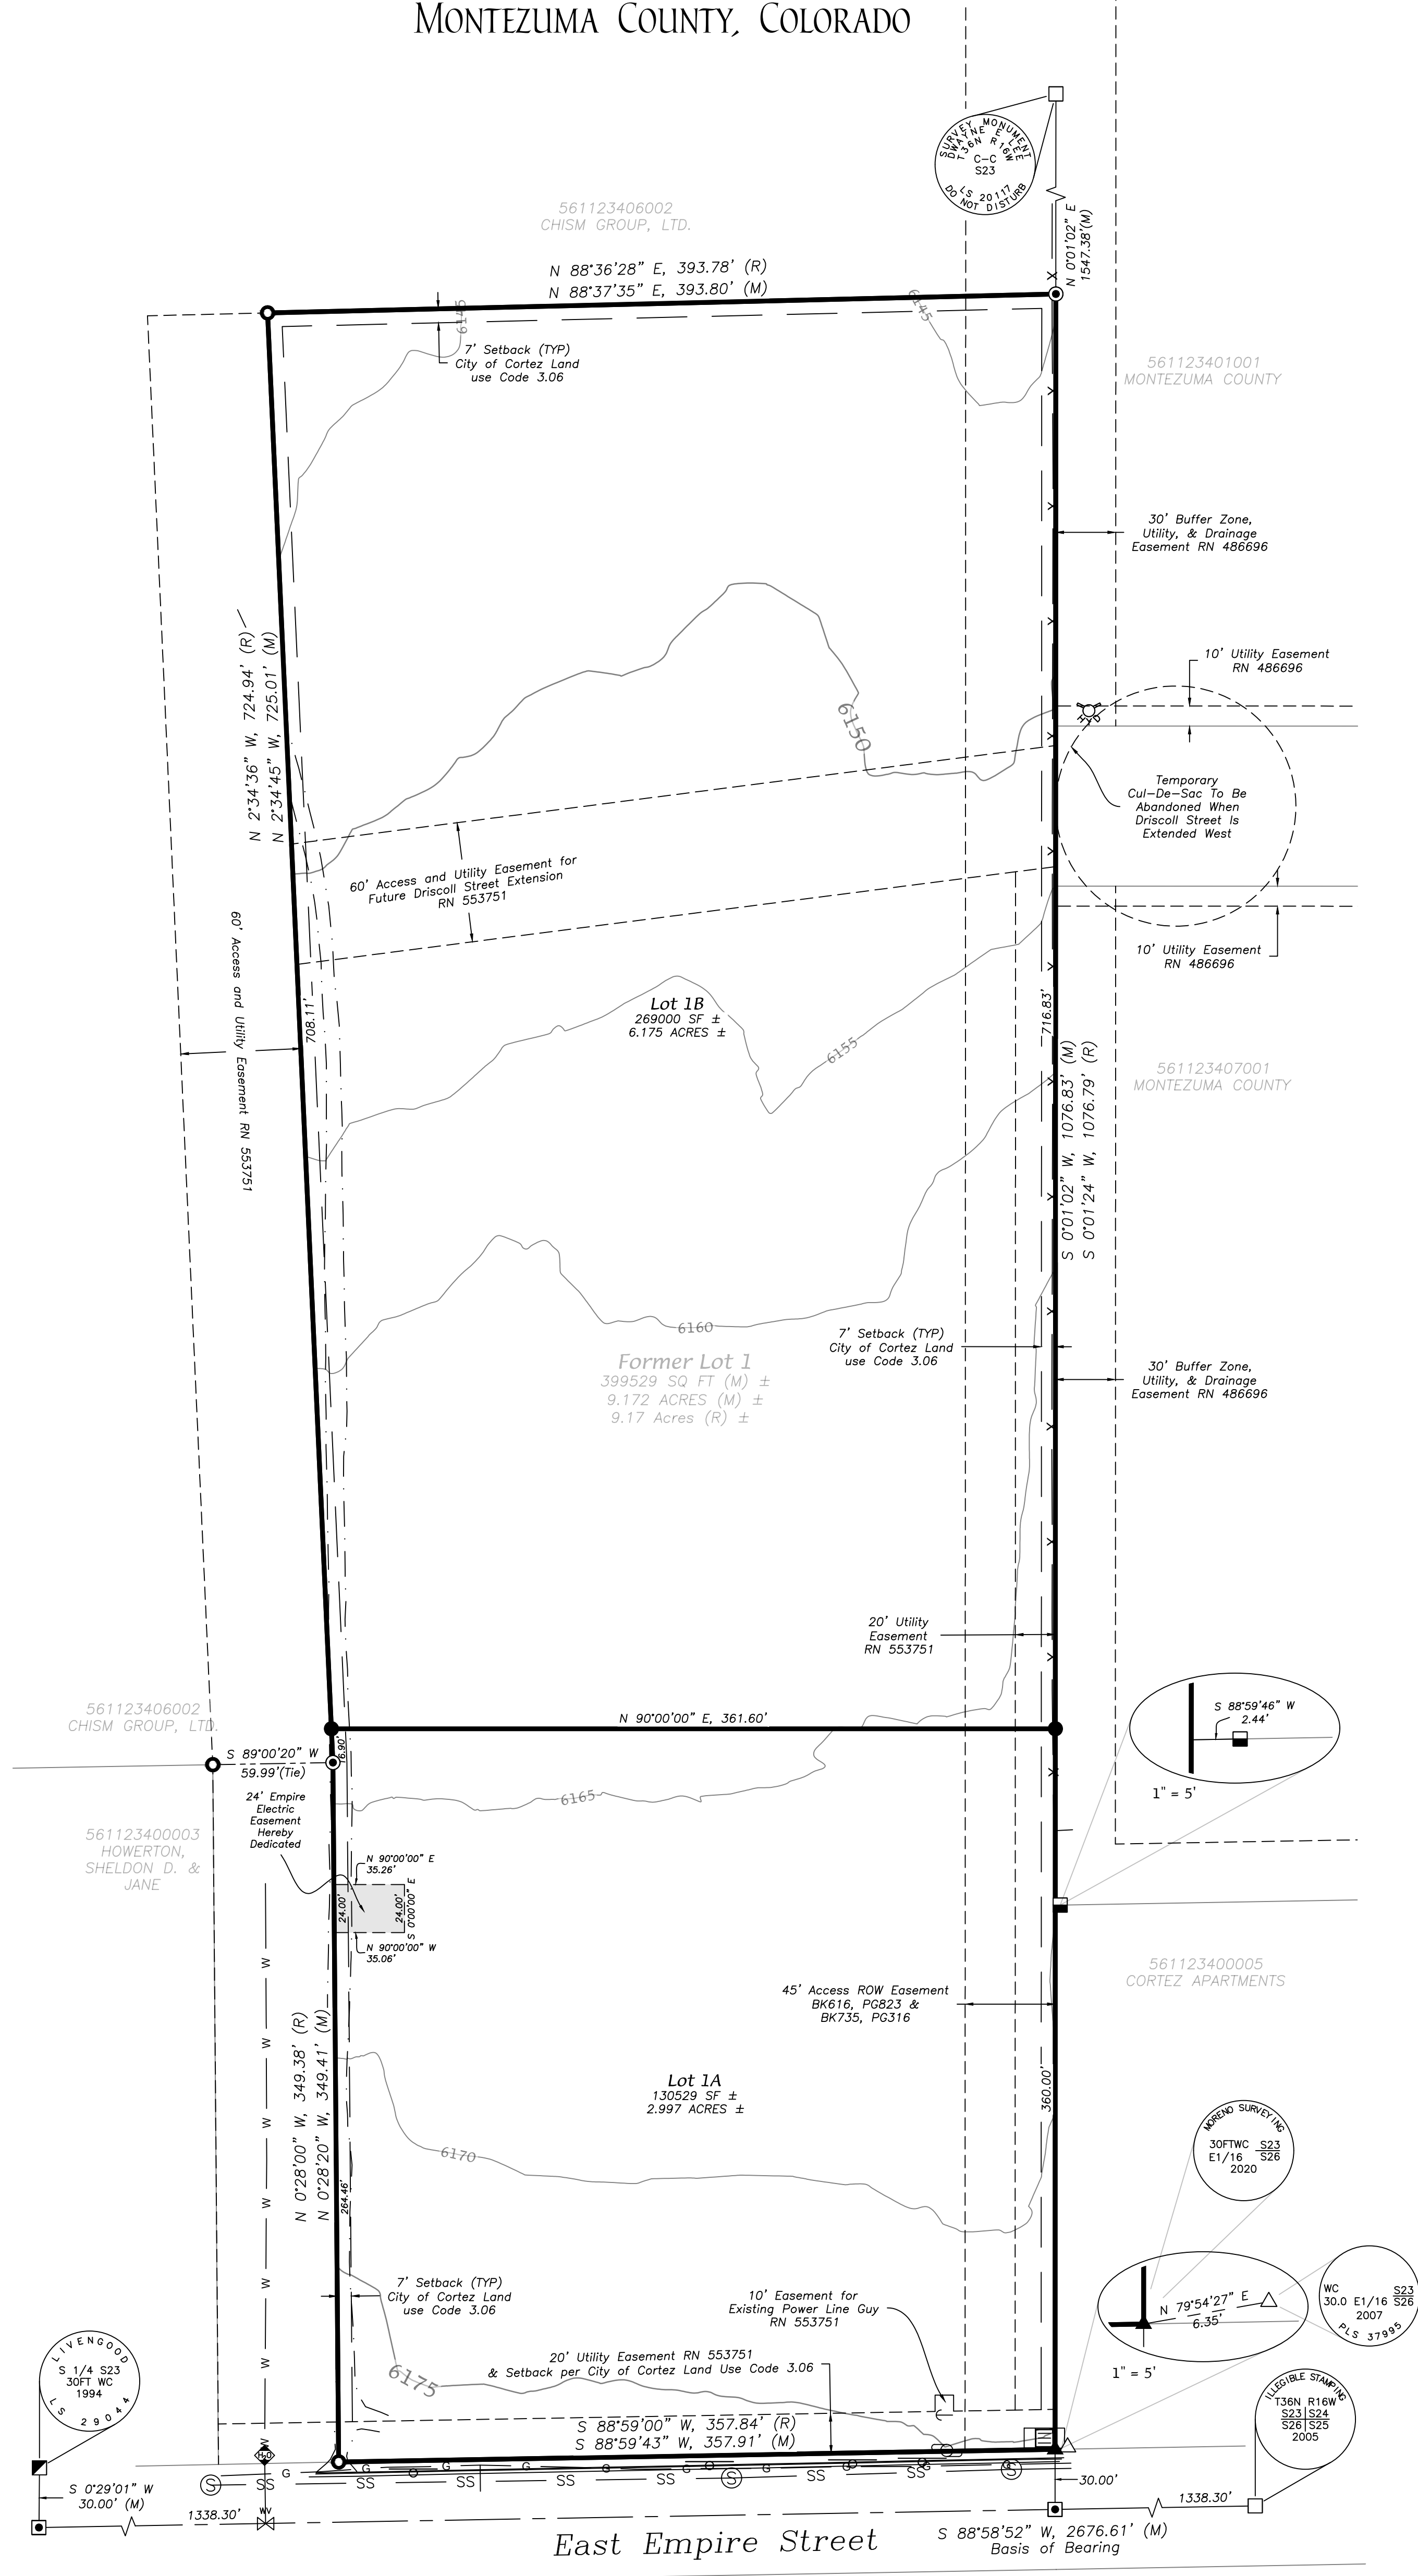 MONTEZUMA COUNTY, COLORADO
SURVEY MONUMENT
DWAYNE E LEE
T36N R16W
C-C
S23
LS 20117
DO NOT DISTURB
N 0°01'02" E
1547.38'(M)
561123406002
CHISM GROUP, LTD.
N 88°36'28" E, 393.78' (R)
N 88°37'35" E, 393.80' (M)
X
6145
6145
7' Setback (TYP)
City of Cortez Land
use Code 3.06
561123401001
MONTEZUMA COUNTY
30' Buffer Zone,
Utility, & Drainage
Easement RN 486696
N 2°34'36" W, 724.94' (R)
N 2°34'45" W, 725.01' (M)
10' Utility Easement
RN 486696
HYD
6150
Temporary
Cul-De-Sac To Be
Abandoned When
Driscoll Street Is
Extended West
60' Access and Utility Easement for
Future Driscoll Street Extension
RN 553751
10' Utility Easement
RN 486696
60' Access and Utility Easement RN 553751
708.11'
Lot 1B
269000 SF ±
6.175 ACRES ±
6155
716.83'
S 0°01'02" W, 1076.83' (M)
S 0°01'24" W, 1076.79' (R)
561123407001
MONTEZUMA COUNTY
6160
7' Setback (TYP)
City of Cortez Land
use Code 3.06
Former Lot 1
399529 SQ FT (M) ±
9.172 ACRES (M) ±
9.17 Acres (R) ±
30' Buffer Zone,
Utility, & Drainage
Easement RN 486696
20' Utility
Easement
RN 553751
561123406002
CHISM GROUP, LTD.
N 90°00'00" E, 361.60'
S 88°59'46" W
2.44'
1" = 5'
16.90'
S 89°00'20" W
59.99'(Tie)
24' Empire
Electric
Easement
Hereby
Dedicated
6165
561123400003
HOWERTON,
SHELDON D. &
JANE
N 90°00'00" E
35.26'
24.00'
24.00'
S 0°00'00" E
N 90°00'00" W
35.06'
561123400005
CORTEZ APARTMENTS
45' Access ROW Easement
BK616, PG823 &
BK735, PG316
W
W
W
W
W
W
W
N 0°28'00" W, 349.38' (R)
N 0°28'20" W, 349.41' (M)
264.46'
Lot 1A
130529 SF ±
2.997 ACRES ±
360.00'
6170
MORENO SURVEYING
30FTWC S23
E1/16 S26
2020
7' Setback (TYP)
City of Cortez Land
use Code 3.06
10' Easement for
Existing Power Line Guy
RN 553751
N 79°54'27" E
6.35'
1" = 5'
WC S23
30.0 E1/16 S26
2007
PLS 37995
LIVENGOOD
S 1/4 S23
30FT WC
1994
LS 29044
20' Utility Easement RN 553751
& Setback per City of Cortez Land Use Code 3.06
6175
ILLEGIBLE STAMPING
T36N R16W
S23 S24
S26 S25
2005
S 88°59'00" W, 357.84' (R)
S 88°59'43" W, 357.91' (M)
H2O
G
G
G
G
G
G
S
SS
SS
SS
SS
SS
S
SS
SS
S
S 0°29'01" W
30.00' (M)
1338.30'
WV
30.00'
1338.30'
East Empire Street
S 88°58'52" W, 2676.61' (M)
Basis of Bearing